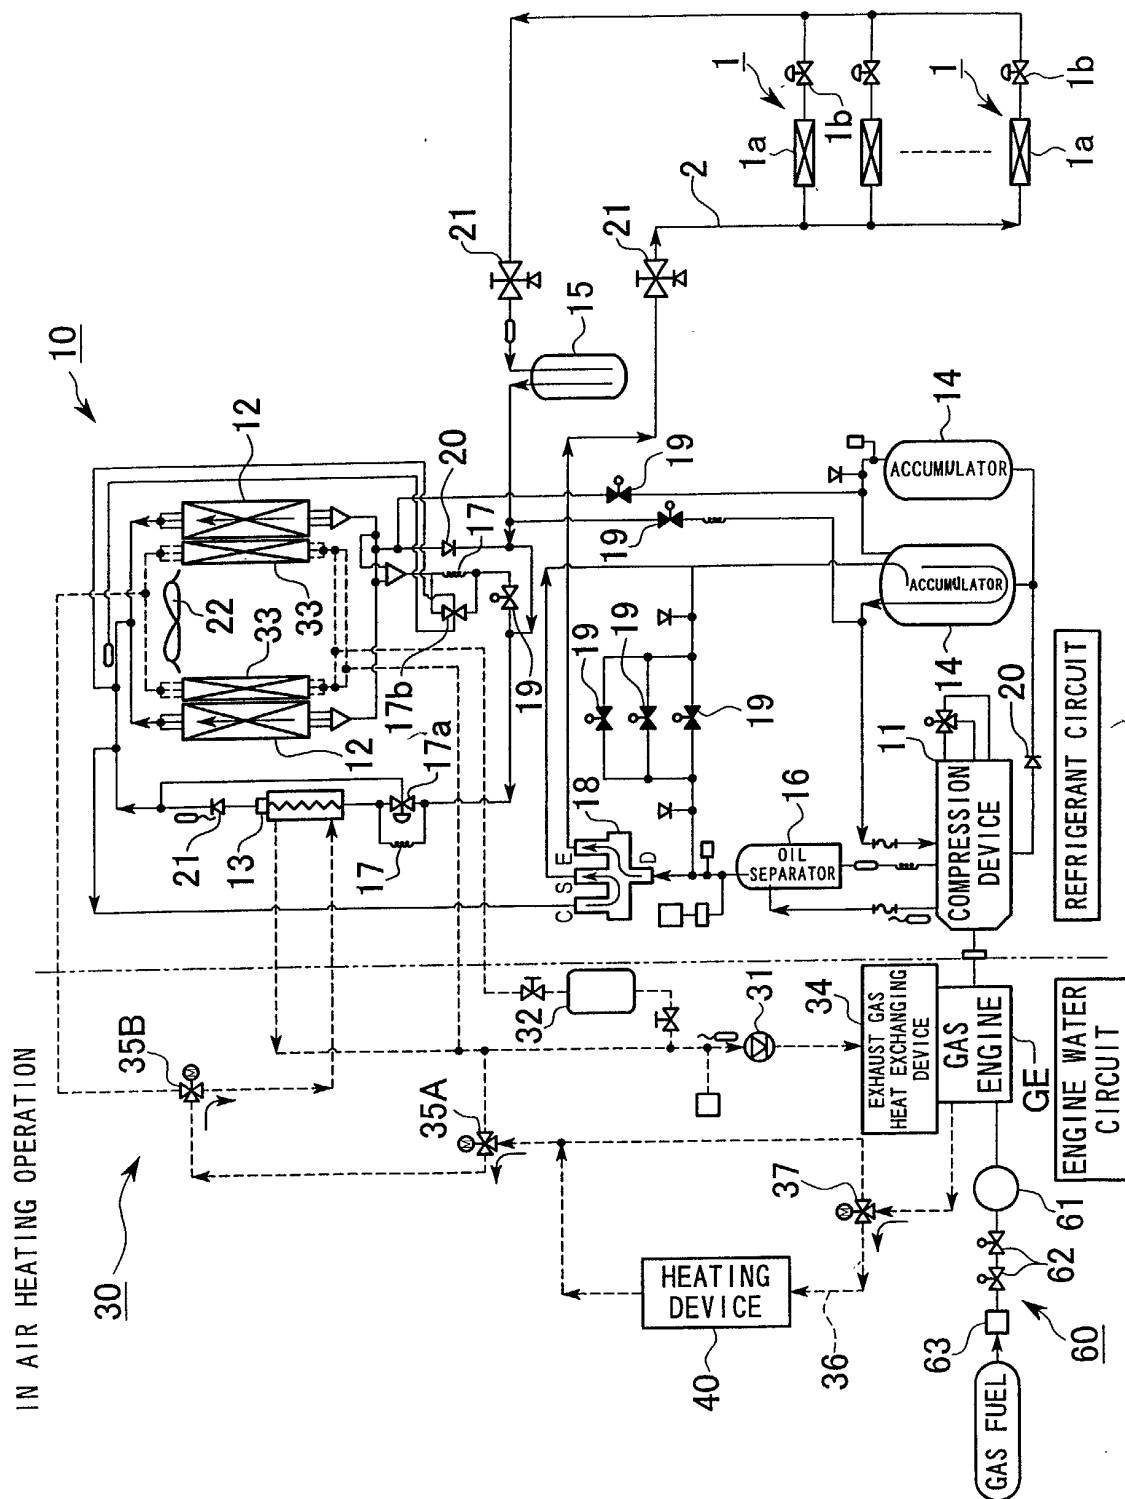 IN AIR HEATING OPERATION
10
30
35B
21
13
22
33
12
33
12
17
17b
17a
35A
20
21
17
32
19
C
S
E
15
18
19
19
21
19
D
19
HEATING
DEVICE
40
2
1
1a
31
19
37
OIL
SEPARATOR
16
34
1b
36
EXHAUST GAS
HEAT EXCHANGING
DEVICE
11
ACCUMULATOR
14
ACCUMULATOR
14
14
1
63
GAS
ENGINE
COMPRESSION
DEVICE
20
GAS FUEL
GE
62
61
60
1a
1b
ENGINE WATER
CIRCUIT
REFRIGERANT CIRCUIT